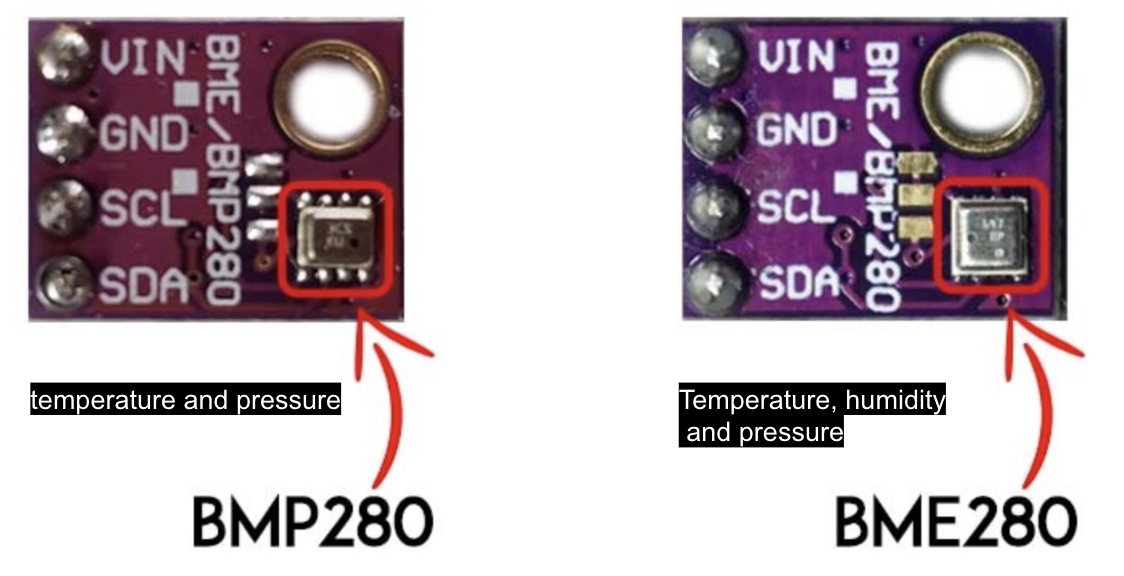 VIN
GND
SCL
SDA
BME/BMP280
temperature and pressure
BMP280
VIN
GND
SCL
SDA
BME/BMP280
Temperature, humidity
and pressure
BME280